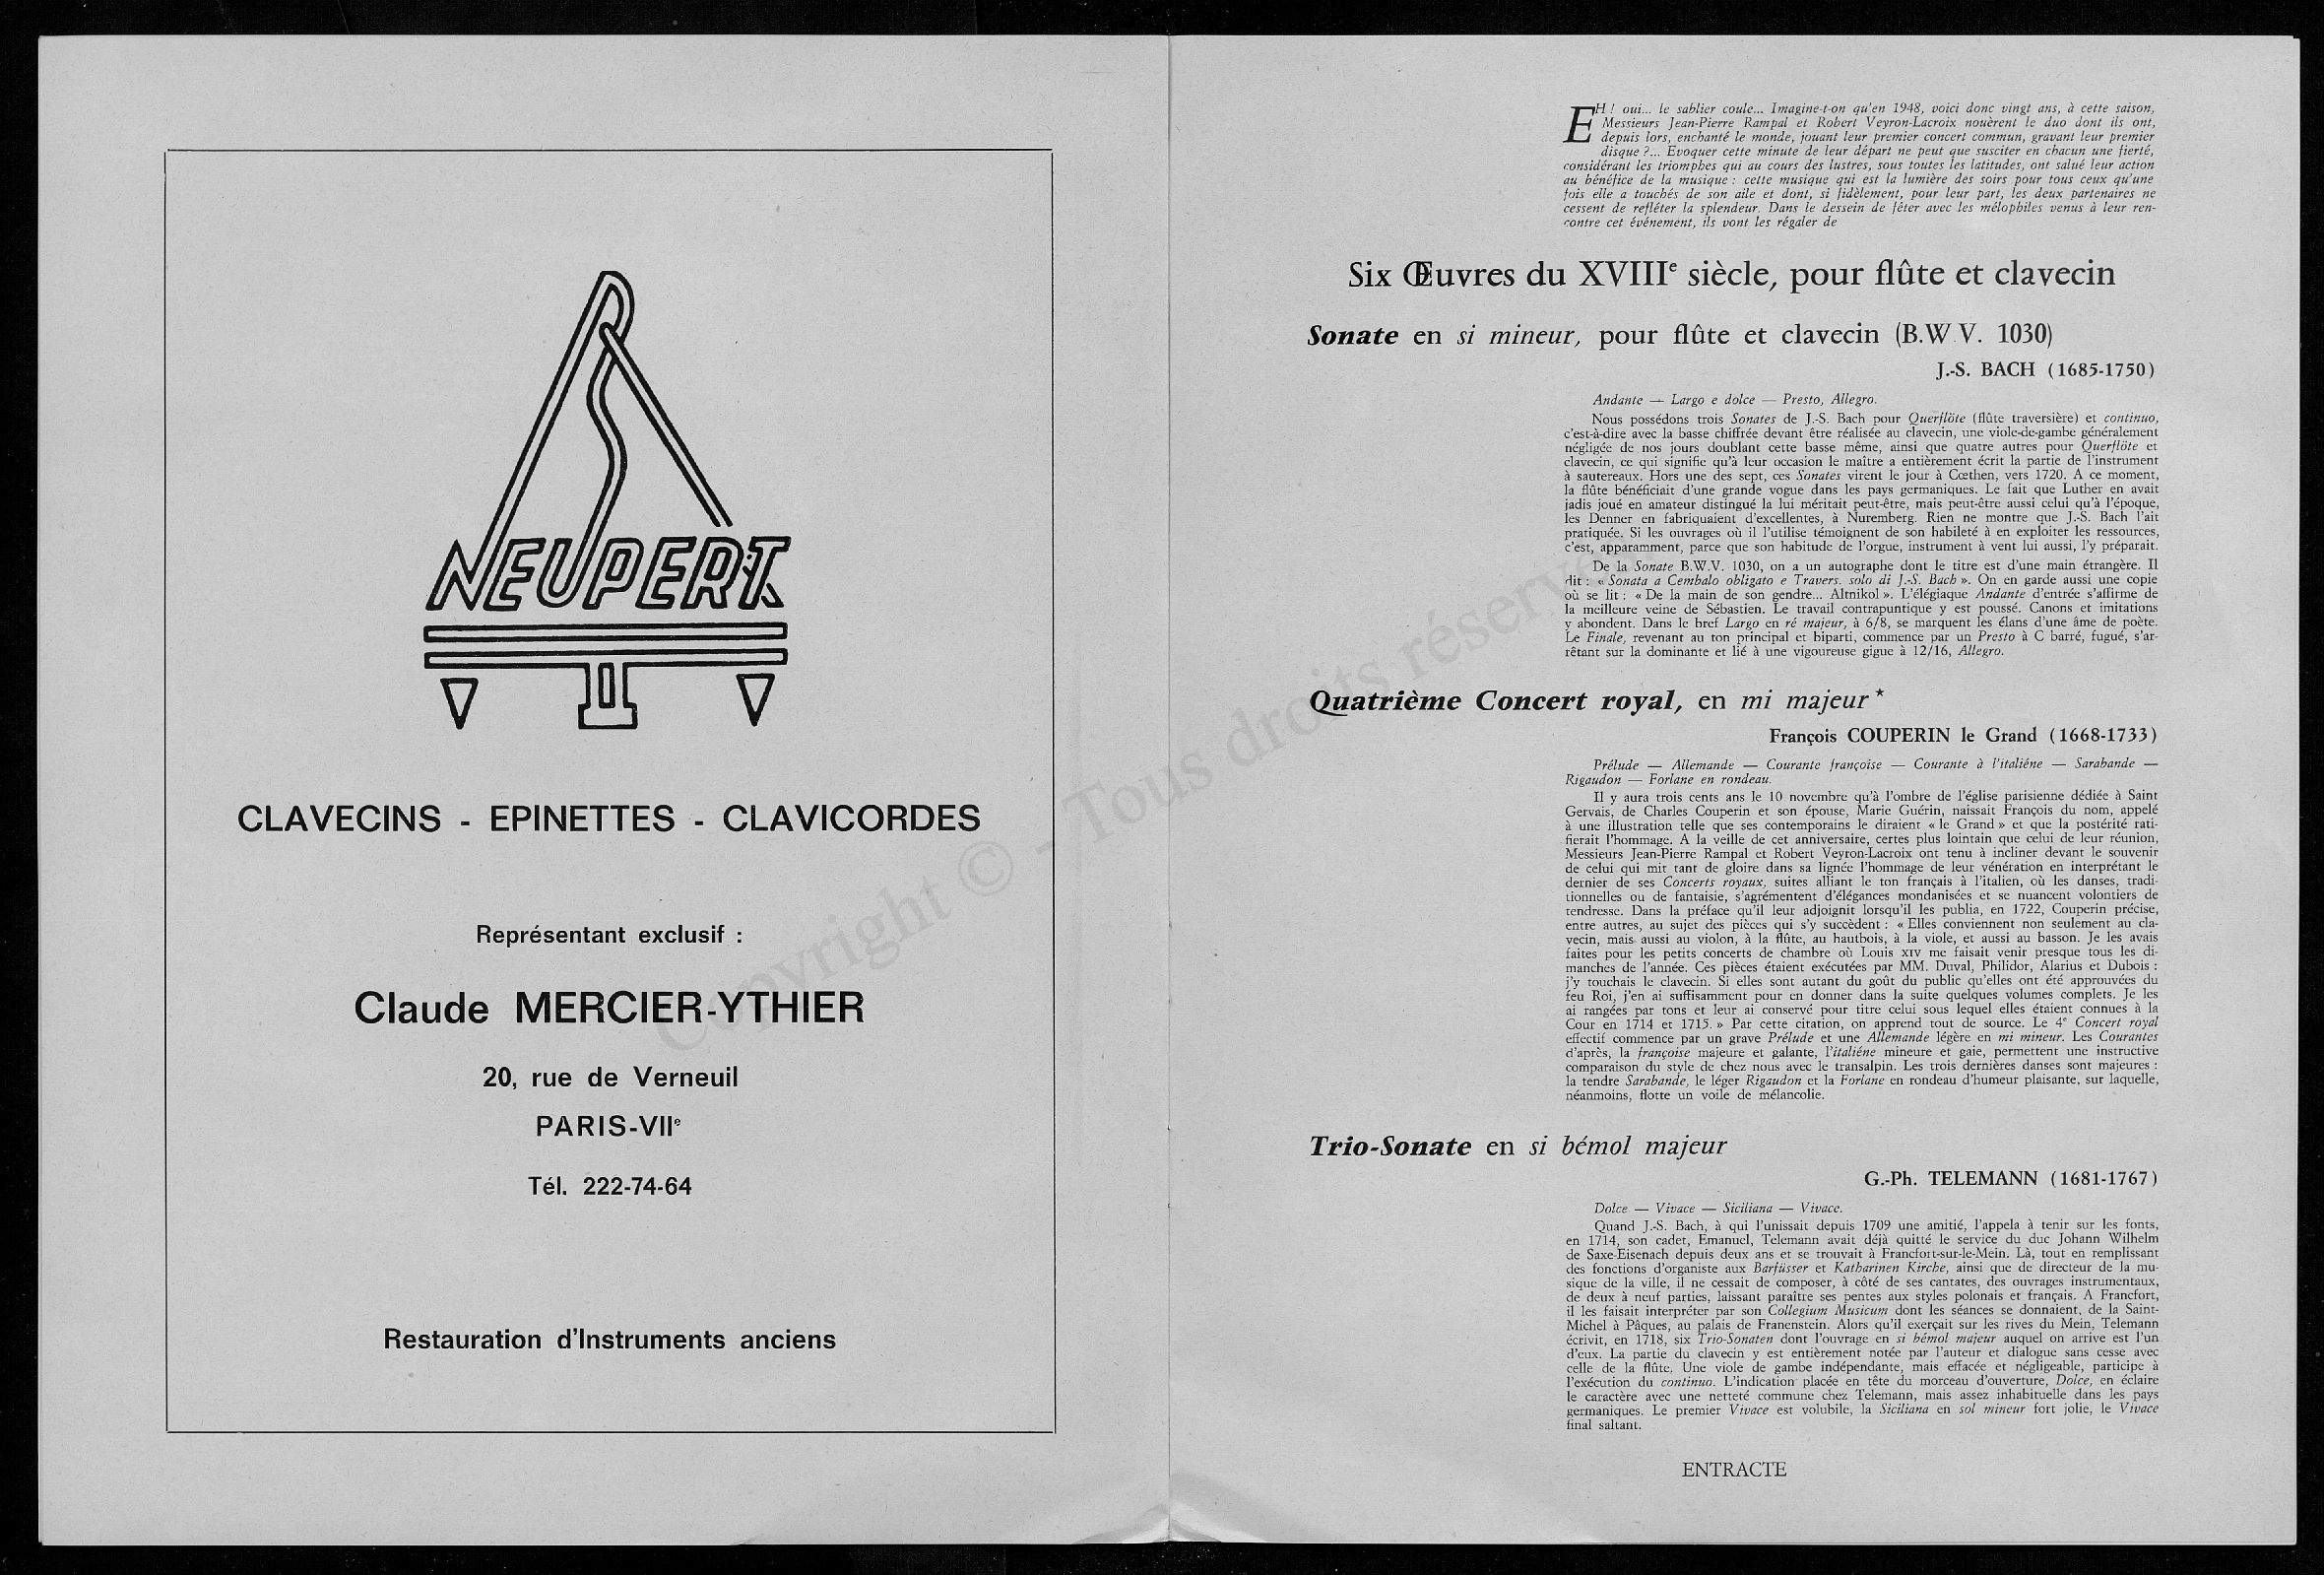 NEUPERT
CLAVECINS - EPINETTES - CLAVICORDES
Représentant exclusif :
Claude MERCIER-YTHIER
20, rue de Verneuil
PARIS-VIIe
Tél. 222-74-64
Restauration d'Instruments anciens
EH ! oui... le sablier coule... Imagine-t-on qu'en 1948, voici donc vingt ans, à cette saison,
Messieurs Jean-Pierre Rampal et Robert Veyron-Lacroix nouèrent le duo dont ils ont,
depuis lors, enchanté le monde, jouant leur premier concert commun, gravant leur premier
disque ?... Evoquer cette minute de leur départ ne peut que susciter en chacun une fierté,
considérant les triomphes qui au cours des lustres, sous toutes les latitudes, ont salué leur action
au bénéfice de la musique : cette musique qui est la lumière des soirs pour tous ceux qu'une
fois elle a touchés de son aile et dont, si fidèlement, pour leur part, les deux partenaires ne
cessent de refléter la splendeur. Dans le dessein de fêter avec les mélophiles venus à leur ren-
contre cet événement, ils vont les régaler de
Six Œuvres du XVIIIe siècle, pour flûte et clavecin
Sonate en si mineur, pour flûte et clavecin (B.W.V. 1030)
J.-S. BACH (1685-1750)
Andante — Largo e dolce — Presto, Allegro.
Nous possédons trois Sonates de J.-S. Bach pour Querflöte (flûte traversière) et continuo,
c'est-à-dire avec la basse chiffrée devant être réalisée au clavecin, une viole-de-gambe généralement
négligée de nos jours doublant cette basse même, ainsi que quatre autres pour Querflöte et
clavecin, ce qui signifie qu'à leur occasion le maître a entièrement écrit la partie de l'instrument
à sautereaux. Hors une des sept, ces Sonates virent le jour à Cœthen, vers 1720. A ce moment,
la flûte bénéficiait d'une grande vogue dans les pays germaniques. Le fait que Luther en avait
jadis joué en amateur distingué la lui méritait peut-être, mais peut-être aussi celui qu'à l'époque,
les Denner en fabriquaient d'excellentes, à Nuremberg. Rien ne montre que J.-S. Bach l'ait
pratiquée. Si les ouvrages où il l'utilise témoignent de son habileté à en exploiter les ressources,
c'est, apparamment, parce que son habitude de l'orgue, instrument à vent lui aussi, l'y préparait.
De la Sonate B.W.V. 1030, on a un autographe dont le titre est d'une main étrangère. Il
dit : « Sonata a Cembalo obligato e Travers. solo di J.-S. Bach ». On en garde aussi une copie
où se lit : « De la main de son gendre... Altnikol ». L'élégiaque Andante d'entrée s'affirme de
la meilleure veine de Sébastien. Le travail contrapuntique y est poussé. Canons et imitations
y abondent. Dans le bref Largo en ré majeur, à 6/8, se marquent les élans d'une âme de poète.
Le Finale, revenant au ton principal et biparti, commence par un Presto à C barré, fugué, s'ar-
rêtant sur la dominante et lié à une vigoureuse gigue à 12/16, Allegro.
Quatrième Concert royal, en mi majeur *
François COUPERIN le Grand (1668-1733)
Prélude — Allemande — Courante françoise — Courante à l'italiéne — Sarabande —
Rigaudon — Forlane en rondeau.
Il y aura trois cents ans le 10 novembre qu'à l'ombre de l'église parisienne dédiée à Saint
Gervais, de Charles Couperin et son épouse, Marie Guérin, naissait François du nom, appelé
à une illustration telle que ses contemporains le diraient « le Grand » et que la postérité rati-
fierait l'hommage. A la veille de cet anniversaire, certes plus lointain que celui de leur réunion,
Messieurs Jean-Pierre Rampal et Robert Veyron-Lacroix ont tenu à incliner devant le souvenir
de celui qui mit tant de gloire dans sa lignée l'hommage de leur vénération en interprétant le
dernier de ses Concerts royaux, suites alliant le ton français à l'italien, où les danses, tradi-
tionnelles ou de fantaisie, s'agrémentent d'élégances mondanisées et se nuancent volontiers de
tendresse. Dans la préface qu'il leur adjoignit lorsqu'il les publia, en 1722, Couperin précise,
entre autres, au sujet des pièces qui s'y succèdent : « Elles conviennent non seulement au cla-
vecin, mais aussi au violon, à la flûte, au hautbois, à la viole, et aussi au basson. Je les avais
faites pour les petits concerts de chambre où Louis XIV me faisait venir presque tous les di-
manches de l'année. Ces pièces étaient exécutées par MM. Duval, Philidor, Alarius et Dubois :
j'y touchais le clavecin. Si elles sont autant du goût du public qu'elles ont été approuvées du
feu Roi, j'en ai suffisamment pour en donner dans la suite quelques volumes complets. Je les
ai rangées par tons et leur ai conservé pour titre celui sous lequel elles étaient connues à la
Cour en 1714 et 1715. » Par cette citation, on apprend tout de source. Le 4e Concert royal
effectif commence par un grave Prélude et une Allemande légère en mi mineur. Les Courantes
d'après, la françoise majeure et galante, l'italiéne mineure et gaie, permettent une instructive
comparaison du style de chez nous avec le transalpin. Les trois dernières danses sont majeures :
la tendre Sarabande, le léger Rigaudon et la Forlane en rondeau d'humeur plaisante, sur laquelle,
néanmoins, flotte un voile de mélancolie.
Trio-Sonate en si bémol majeur
G.-Ph. TELEMANN (1681-1767)
Dolce — Vivace — Siciliana — Vivace.
Quand J.-S. Bach, à qui l'unissait depuis 1709 une amitié, l'appela à tenir sur les fonts,
en 1714, son cadet, Emanuel, Telemann avait déjà quitté le service du duc Johann Wilhelm
de Saxe-Eisenach depuis deux ans et se trouvait à Francfort-sur-le-Mein. Là, tout en remplissant
des fonctions d'organiste aux Barfüsser et Katharinen Kirche, ainsi que de directeur de la mu-
sique de la ville, il ne cessait de composer, à côté de ses cantates, des ouvrages instrumentaux,
de deux à neuf parties, laissant paraître ses pentes aux styles polonais et français. A Francfort,
il les faisait interpréter par son Collegium Musicum dont les séances se donnaient, de la Saint-
Michel à Pâques, au palais de Franenstein. Alors qu'il exerçait sur les rives du Mein, Telemann
écrivit, en 1718, six Trio-Sonaten dont l'ouvrage en si bémol majeur auquel on arrive est l'un
d'eux. La partie du clavecin y est entièrement notée par l'auteur et dialogue sans cesse avec
celle de la flûte. Une viole de gambe indépendante, mais effacée et négligeable, participe à
l'exécution du continuo. L'indication placée en tête du morceau d'ouverture, Dolce, en éclaire
le caractère avec une netteté commune chez Telemann, mais assez inhabituelle dans les pays
germaniques. Le premier Vivace est volubile, la Siciliana en sol mineur fort jolie, le Vivace
final saltant.
ENTRACTE
Copyright © - Tous droits réservés